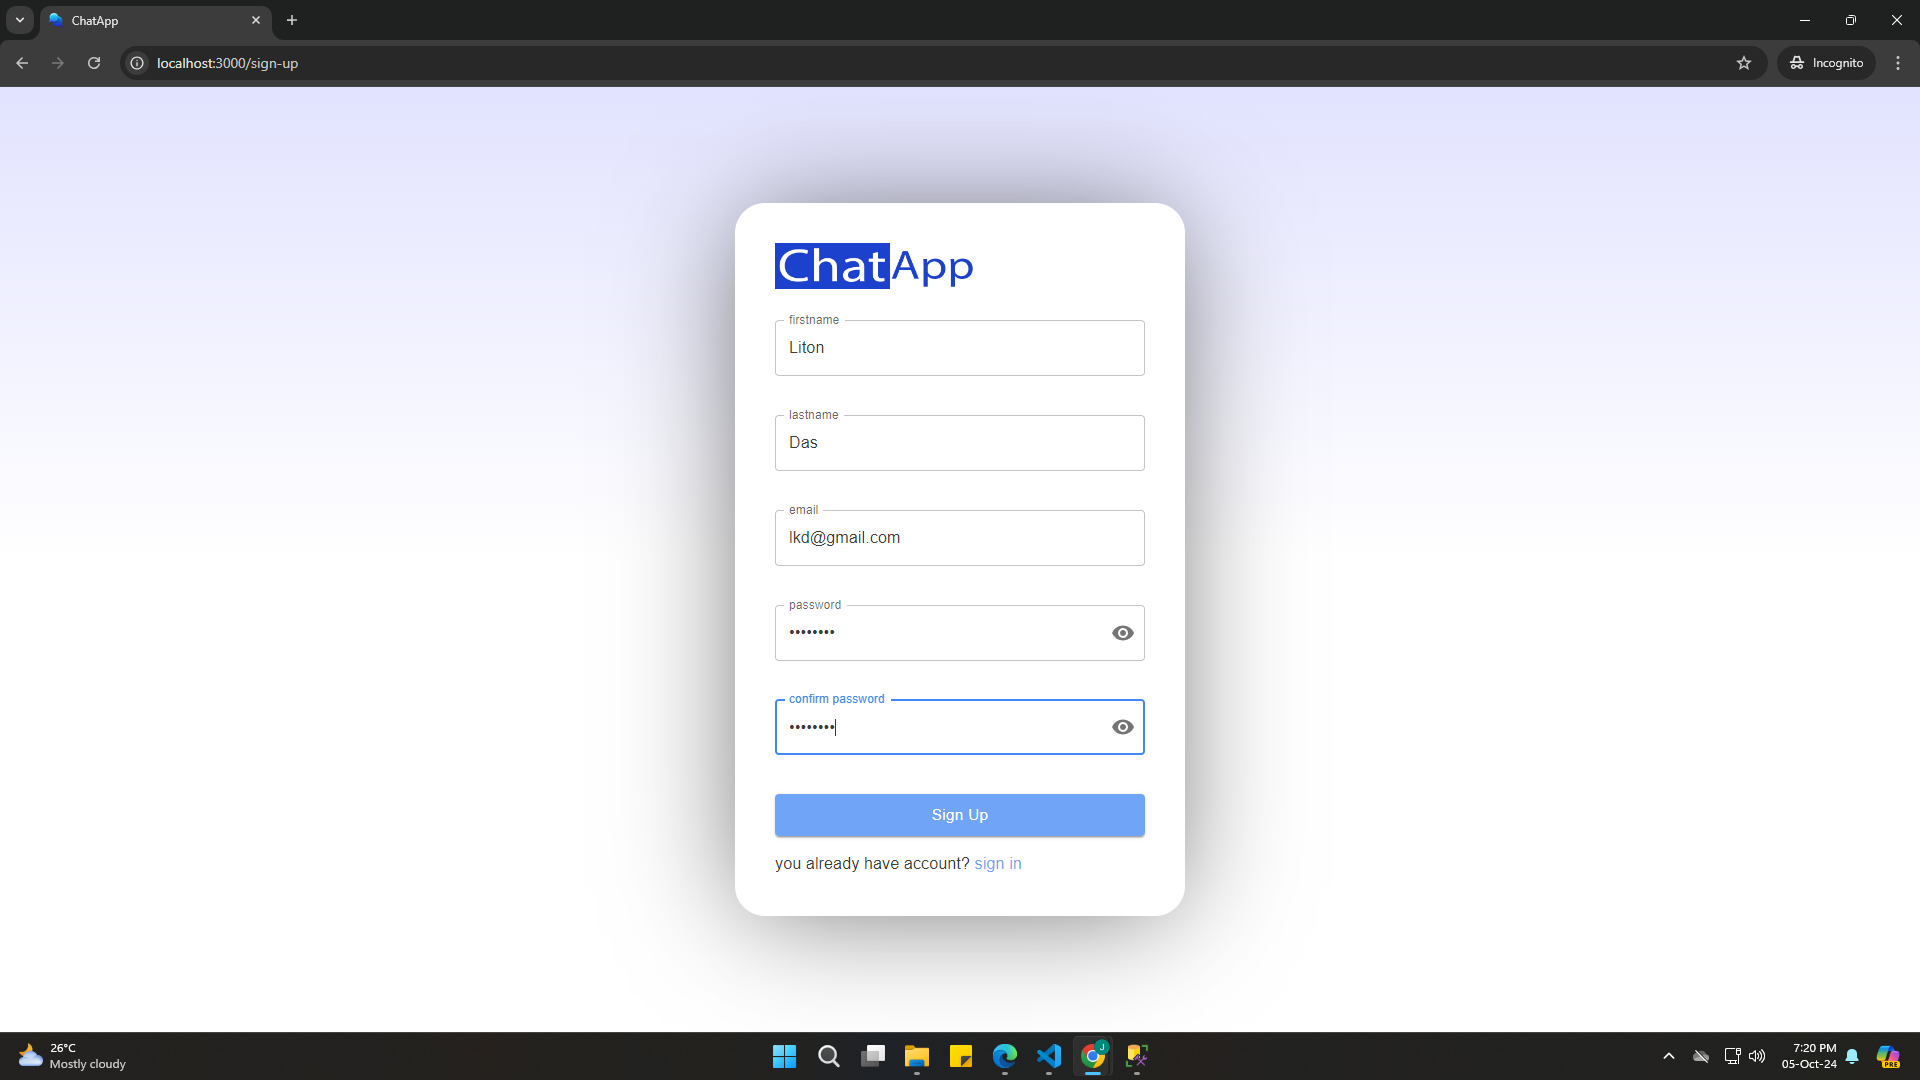 ChatApp
localhost:3000/sign-up
Incognito
ChatApp
firstname
Liton
lastname
Das
email
lkd@gmail.com
password
••••••••
confirm password
••••••••
Sign Up
you already have account? sign in
26°C
Mostly cloudy
J
7:20 PM
05-Oct-24
PRE